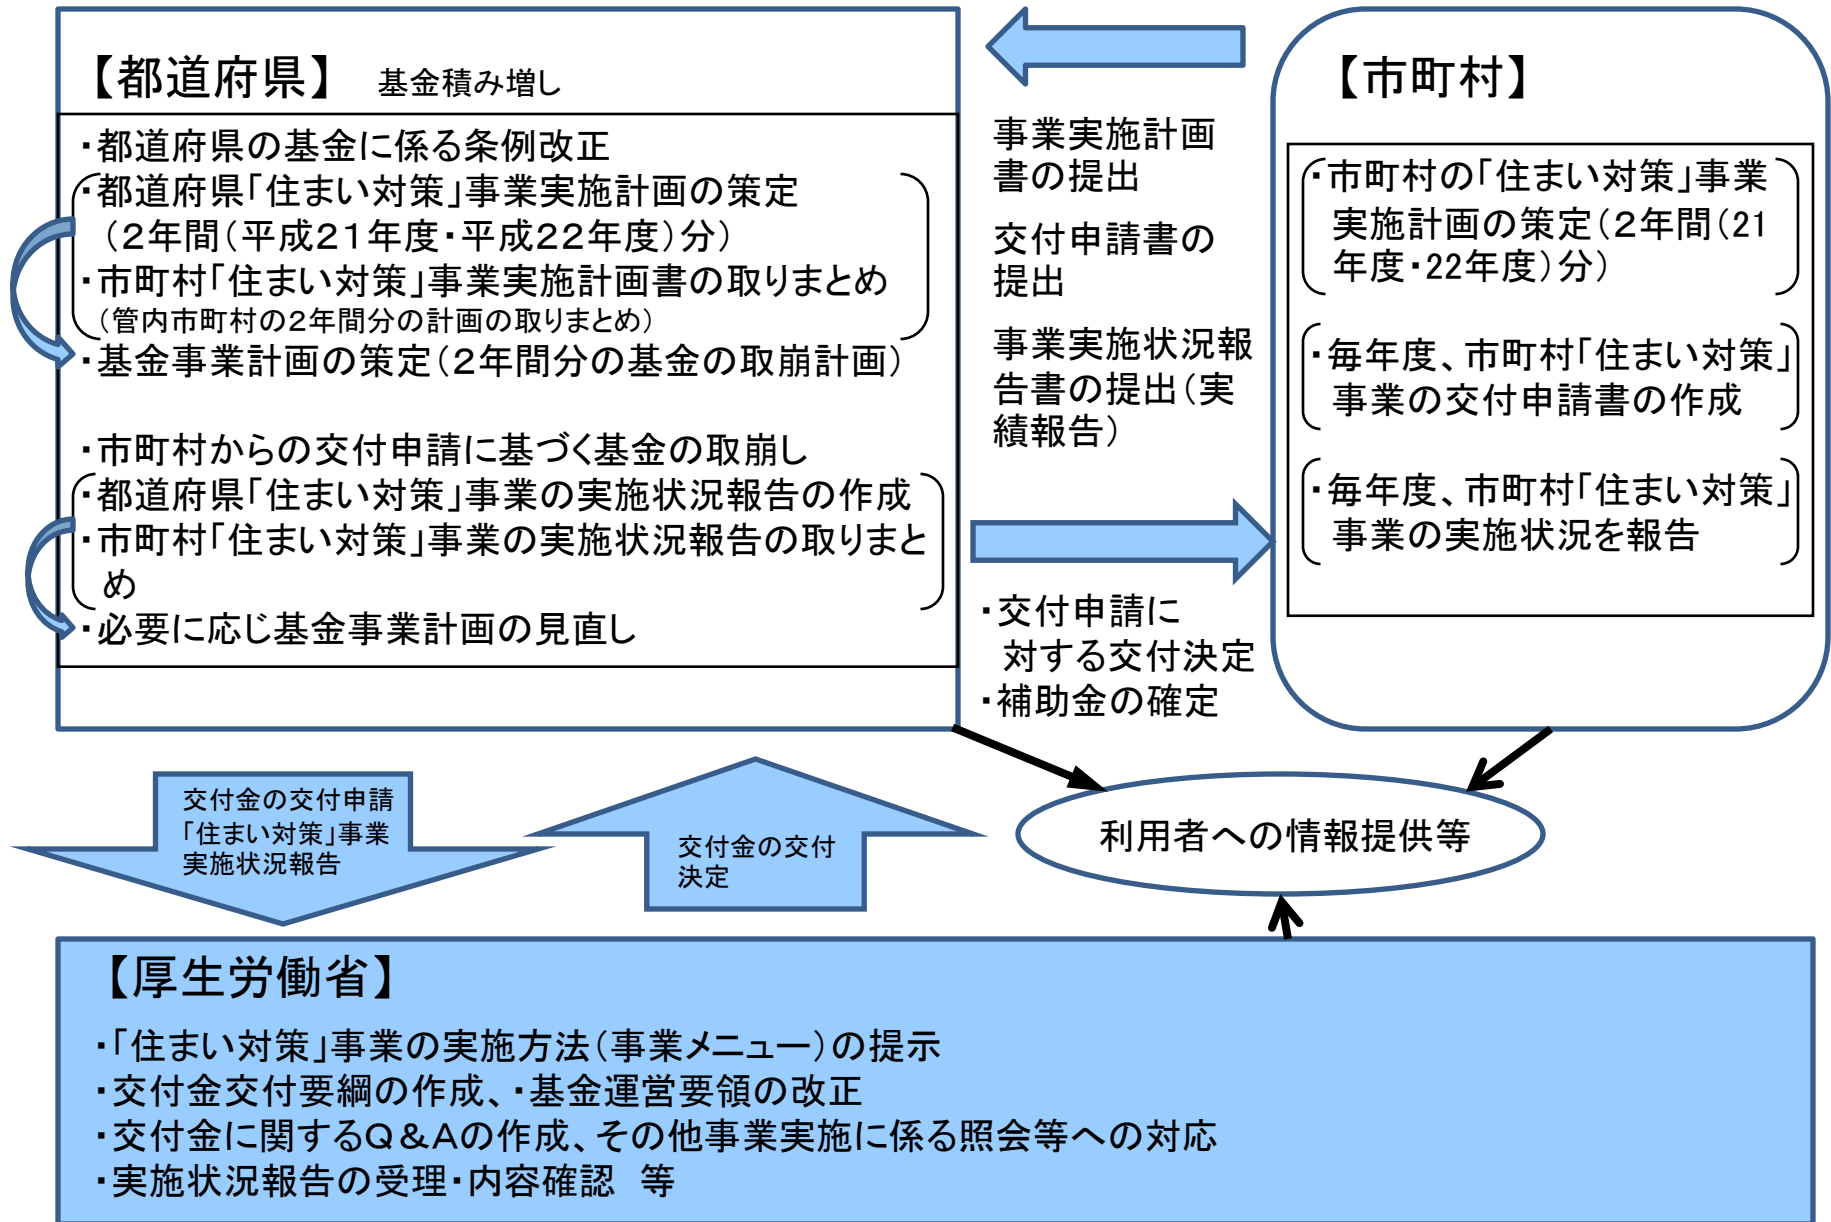 【都道府県】 基金積み増し
・都道府県の基金に係る条例改正
・都道府県「住まい対策」事業実施計画の策定
（２年間（平成２１年度・平成２２年度）分）
・市町村「住まい対策」事業実施計画書の取りまとめ
（管内市町村の２年間分の計画の取りまとめ）
・基金事業計画の策定（２年間分の基金の取崩計画）
・市町村からの交付申請に基づく基金の取崩し
・都道府県「住まい対策」事業の実施状況報告の作成
・市町村「住まい対策」事業の実施状況報告の取りまと
め
・必要に応じ基金事業計画の見直し
事業実施計画
書の提出
交付申請書の
提出
事業実施状況報
告書の提出（実
績報告）
・交付申請に
対する交付決定
・補助金の確定
【市町村】
・市町村の「住まい対策」事業
実施計画の策定（２年間（21
年度・22年度）分）
・毎年度、市町村「住まい対策」
事業の交付申請書の作成
・毎年度、市町村「住まい対策」
事業の実施状況を報告
交付金の交付申請
「住まい対策」事業
実施状況報告
交付金の交付
決定
利用者への情報提供等
【厚生労働省】
・「住まい対策」事業の実施方法（事業メニュー）の提示
・交付金交付要綱の作成、・基金運営要領の改正
・交付金に関するＱ＆Ａの作成、その他事業実施に係る照会等への対応
・実施状況報告の受理・内容確認　等